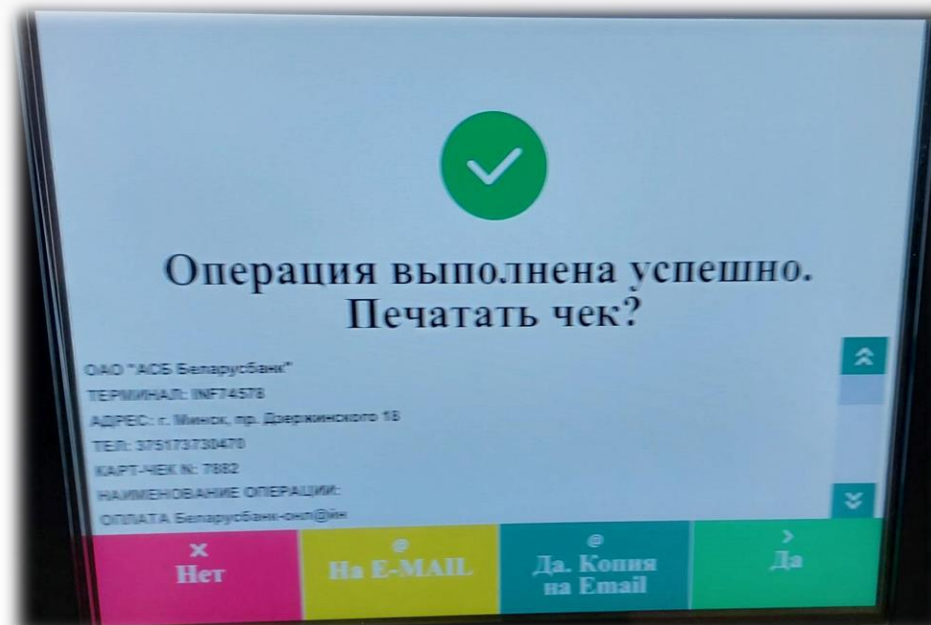 Операция выполнена успешно.
Печатать чек?
ОАО "АСБ Беларусбанк"
ТЕРМИНАЛ: INF74578
АДРЕС: г. Минск, пр. Дзержинского 18
ТЕЛ: 375173730470
КАРТ-ЧЕК N: 7882
НАИМЕНОВАНИЕ ОПЕРАЦИИ:
ОПЛАТА Беларусбанк-онл@йн
Нет
@
На E-MAIL
@
Да. Копия
на Email
>
Да